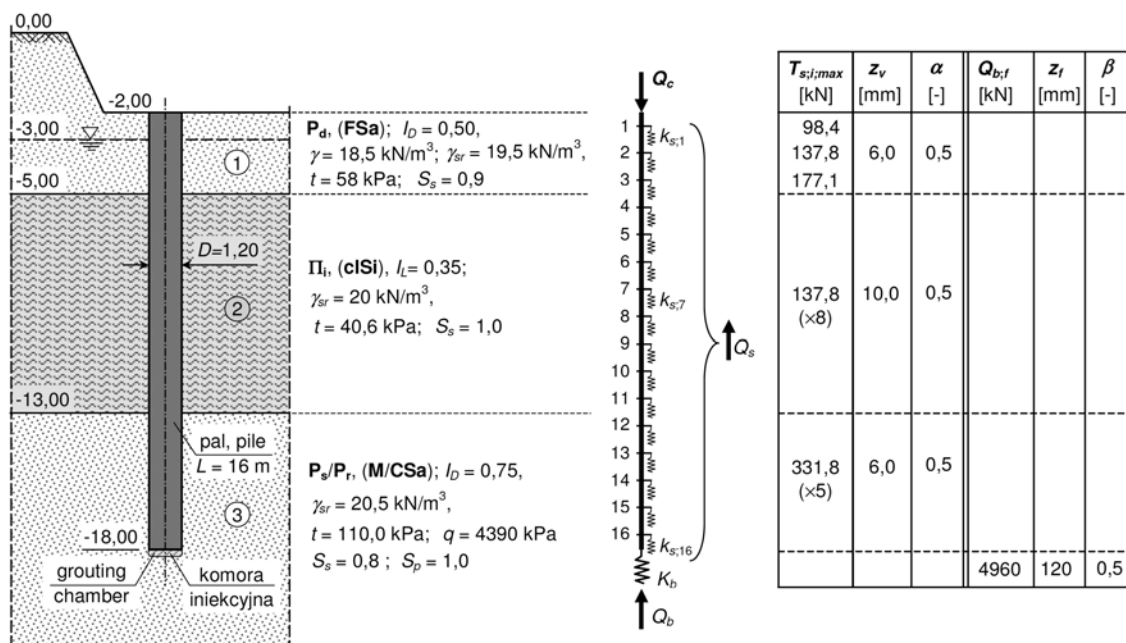 0,00
-2,00
-3,00
1
-5,00
P_d, (FSa); I_D = 0,50,
γ = 18,5 kN/m³; γ_sr = 19,5 kN/m³,
t = 58 kPa; S_s = 0,9
D=1,20
2
Π_i, (clSi), I_L = 0,35;
γ_sr = 20 kN/m³,
t = 40,6 kPa; S_s = 1,0
-13,00
pal, pile
L = 16 m
3
-18,00
grouting
chamber
komora
iniekcyjna
P_s/P_r, (M/CSa); I_D = 0,75,
γ_sr = 20,5 kN/m³,
t = 110,0 kPa; q = 4390 kPa
S_s = 0,8 ; S_p = 1,0
Q_c
1
k_s;1
2
3
4
5
6
7
k_s;7
8
9
10
11
12
13
14
15
16
k_s;16
Q_s
K_b
Q_b
T_s;i;max z_v α Q_b;f z_f β
[kN] [mm] [-] [kN] [mm] [-]
98,4
137,8 6,0 0,5
177,1
137,8 10,0 0,5
(×8)
331,8 6,0 0,5
(×5)
4960 120 0,5